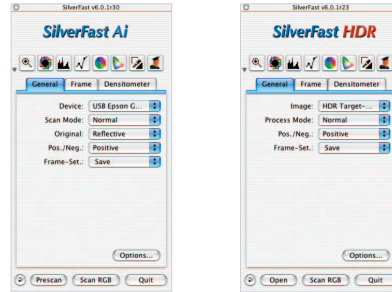 SilverFast v6.0.1r30
SilverFast Ai
General Frame Densitometer
Device: USB Epson G...
Scan Mode: Normal
Original: Reflective
Pos./Neg.: Positive
Frame-Set.: Save
Options...
Prescan Scan RGB Quit
SilverFast v6.0.1r23
SilverFast HDR
General Frame Densitometer
Image: HDR Target-...
Process Mode: Normal
Pos./Neg.: Positive
Frame-Set.: Save
Options...
Open Scan RGB Quit